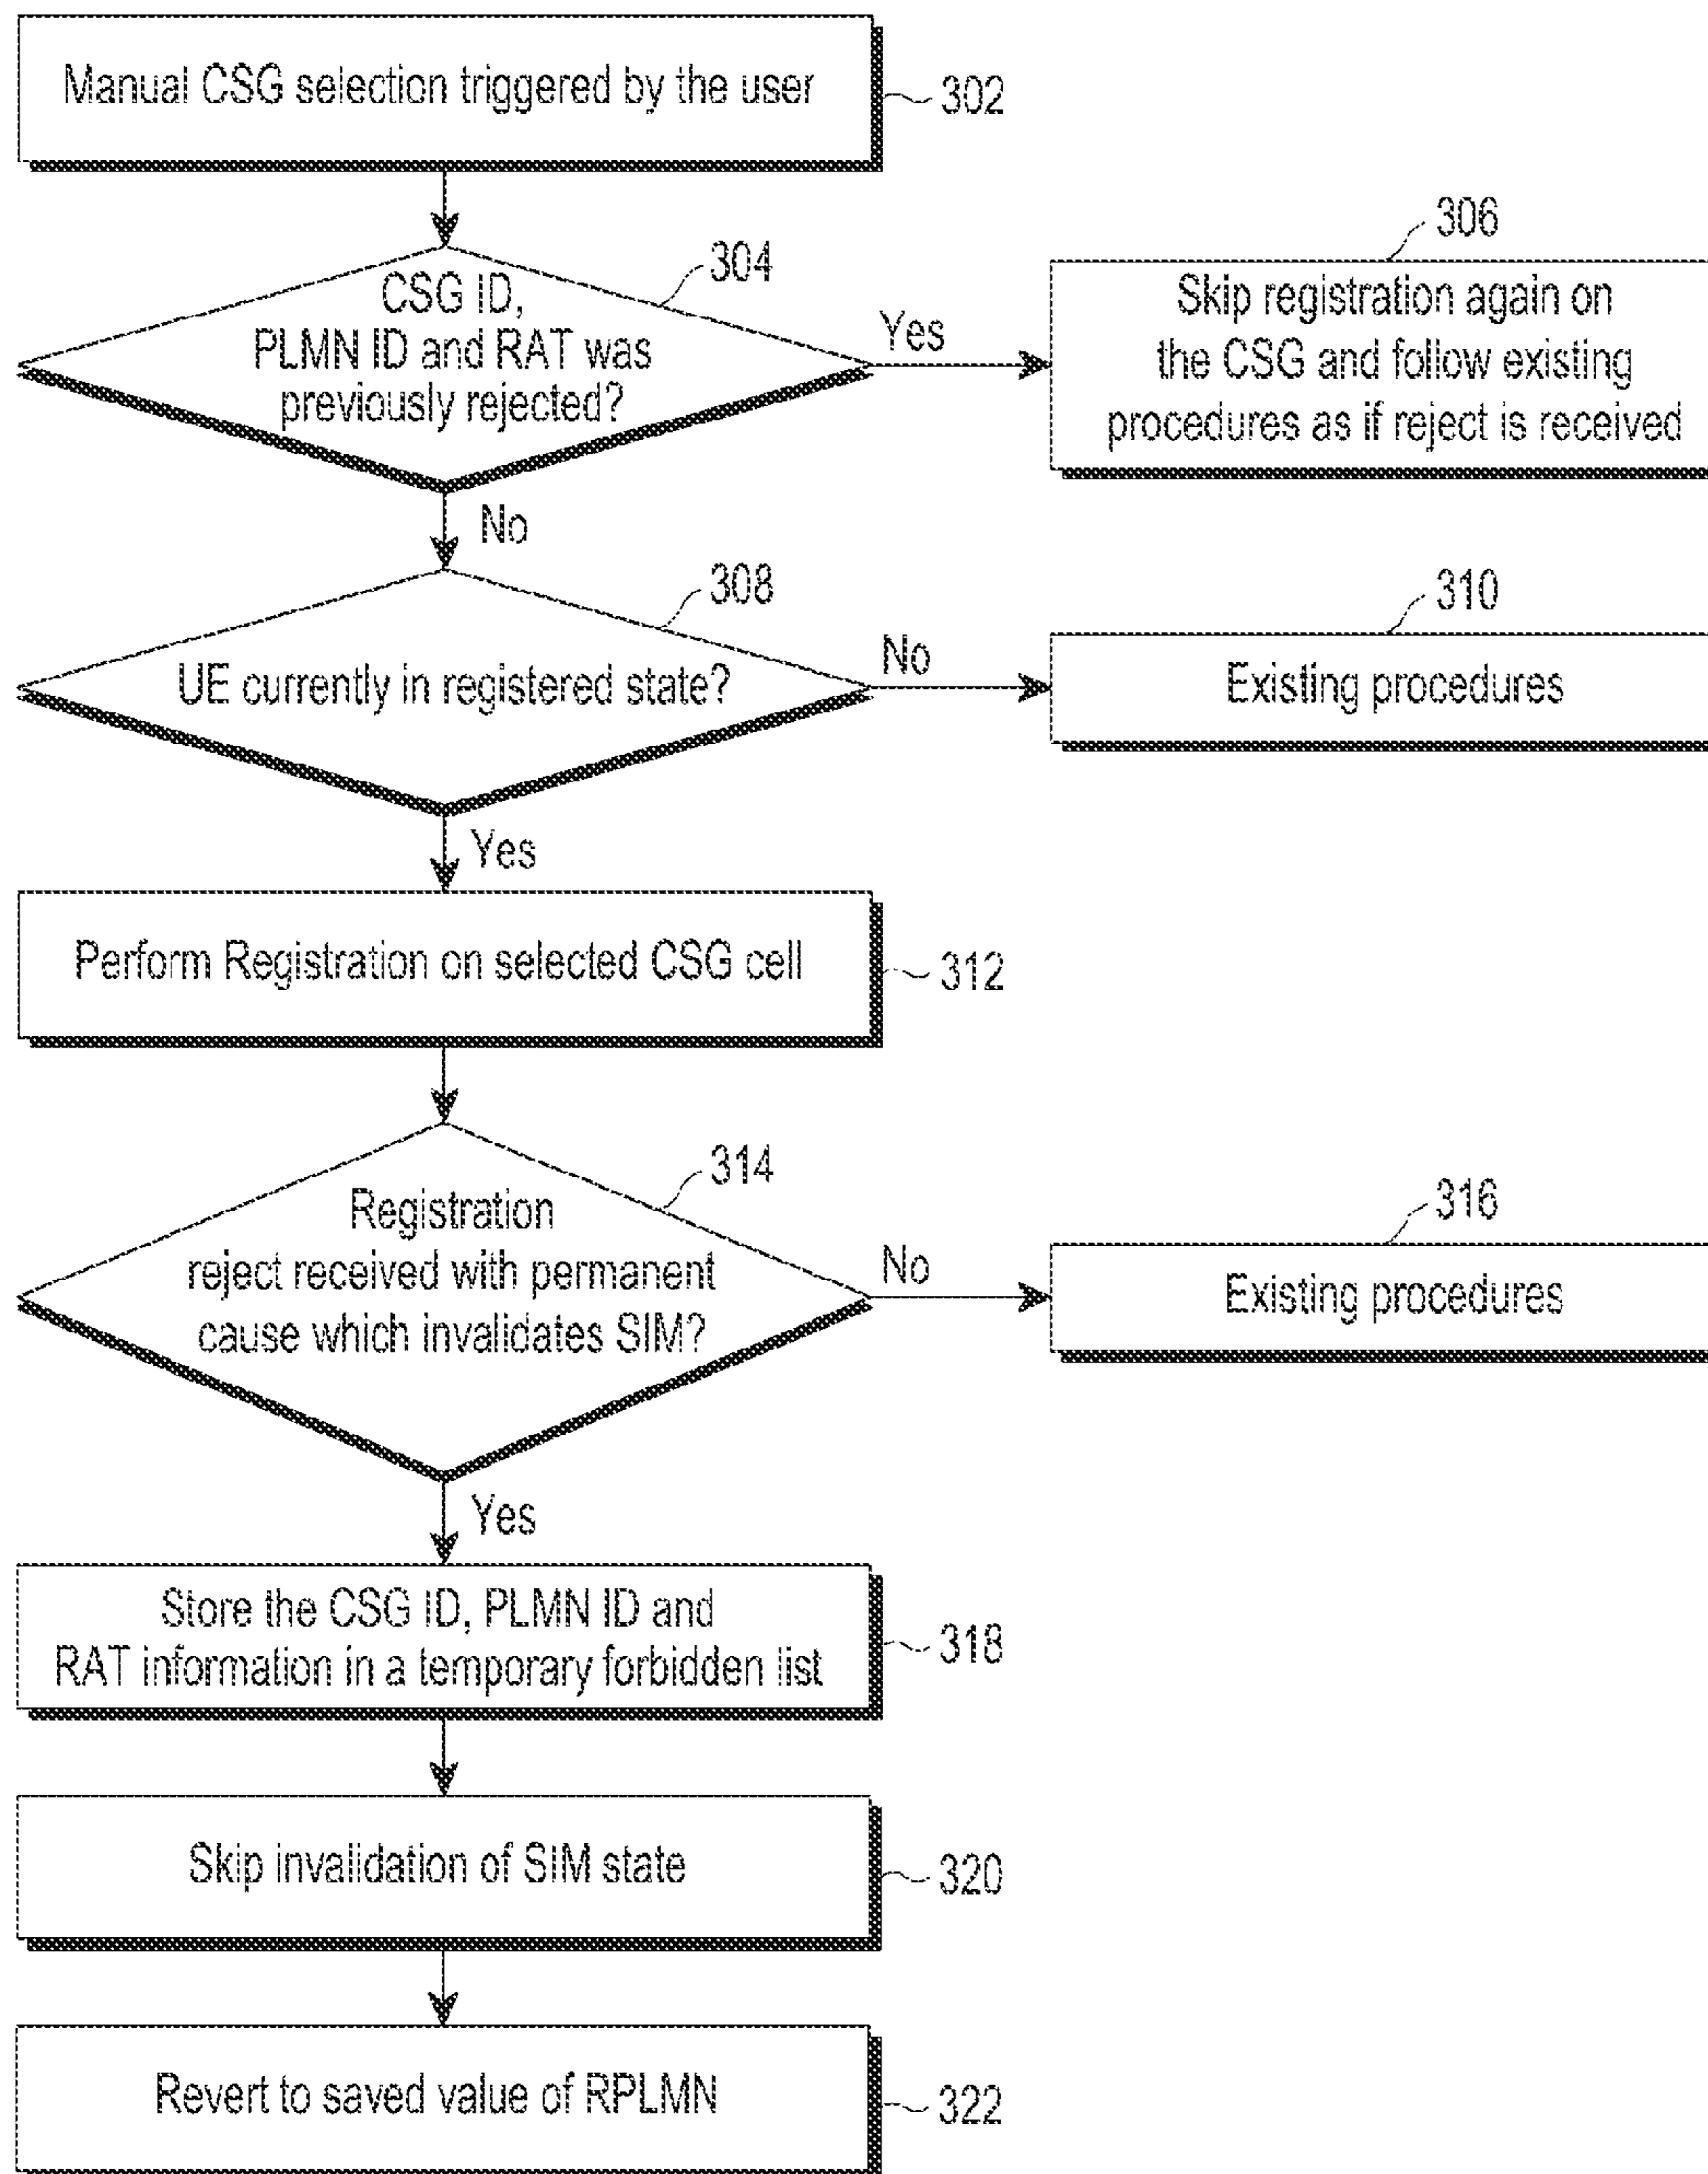 Manual CSG selection triggered by the user
302
304
CSG ID,
PLMN ID and RAT was
previously rejected?
Yes
306
Skip registration again on
the CSG and follow existing
procedures as if reject is received
No
308
UE currently in registered state?
No
310
Existing procedures
Yes
Perform Registration on selected CSG cell
312
314
Registration
reject received with permanent
cause which invalidates SIM?
No
316
Existing procedures
Yes
Store the CSG ID, PLMN ID and
RAT information in a temporary forbidden list
318
Skip invalidation of SIM state
320
Revert to saved value of RPLMN
322